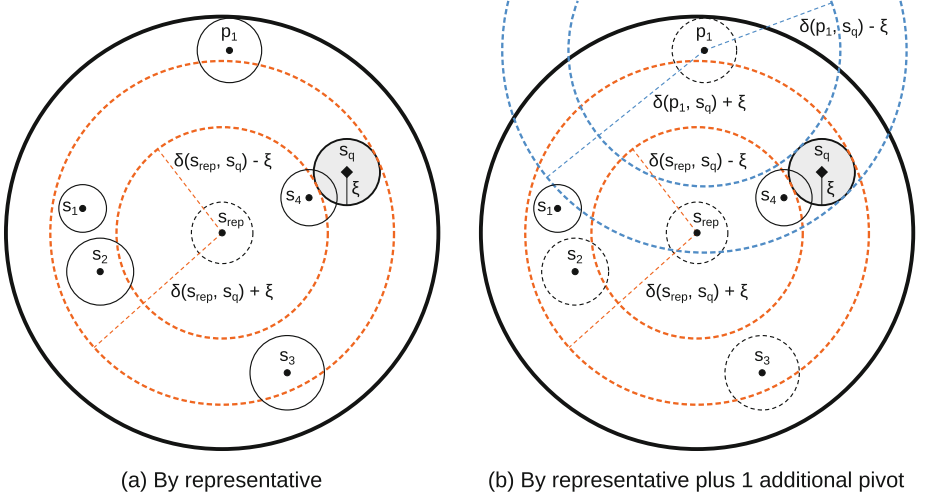 p1
δ(srep, sq) - ξ
sq
ξ
s4
s1
srep
s2
δ(srep, sq) + ξ
s3
(a) By representative
δ(p1, sq) - ξ
p1
δ(p1, sq) + ξ
δ(srep, sq) - ξ
sq
ξ
s4
s1
srep
s2
δ(srep, sq) + ξ
s3
(b) By representative plus 1 additional pivot